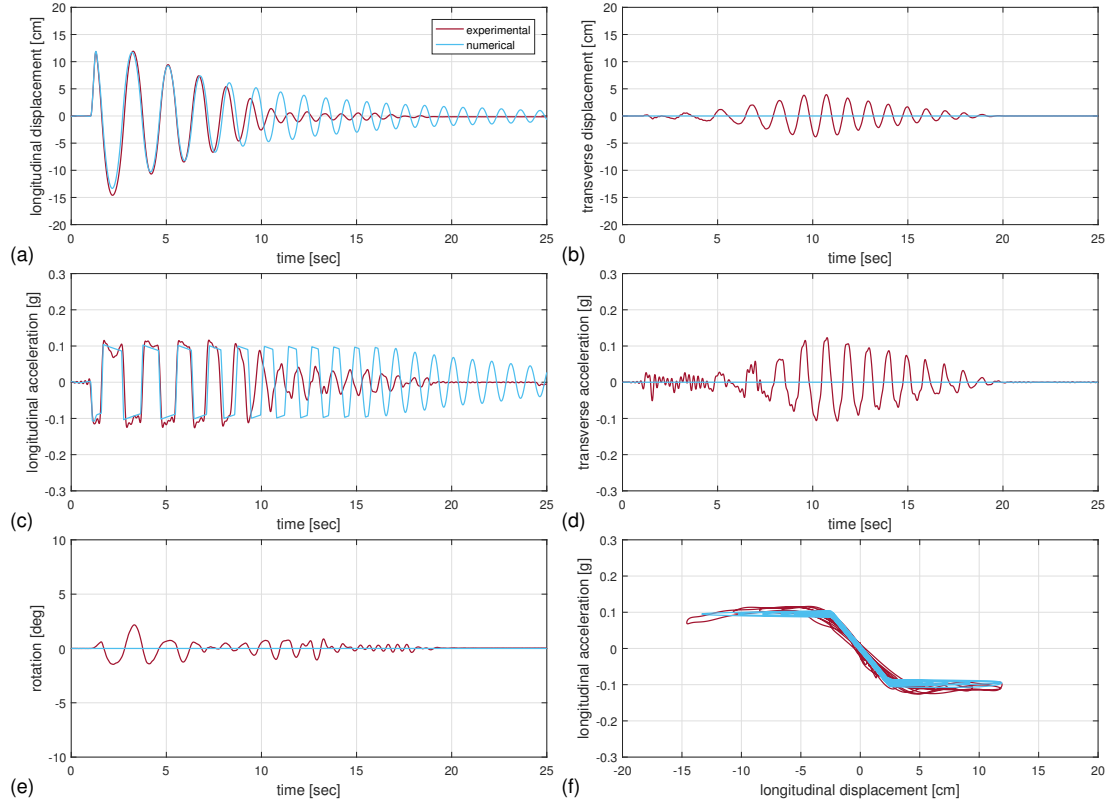 20
15
10
5
0
-5
-10
-15
-20
longitudinal displacement [cm]
experimental
numerical
0 5 10 15 20 25
time [sec]
(a)
20
15
10
5
0
-5
-10
-15
-20
transverse displacement [cm]
0 5 10 15 20 25
time [sec]
(b)
0.3
0.2
0.1
0
-0.1
-0.2
-0.3
longitudinal acceleration [g]
0 5 10 15 20 25
time [sec]
(c)
0.3
0.2
0.1
0
-0.1
-0.2
-0.3
transverse acceleration [g]
0 5 10 15 20 25
time [sec]
(d)
10
5
0
-5
-10
rotation [deg]
0 5 10 15 20 25
time [sec]
(e)
0.3
0.2
0.1
0
-0.1
-0.2
-0.3
longitudinal acceleration [g]
-20 -15 -10 -5 0 5 10 15 20
longitudinal displacement [cm]
(f)